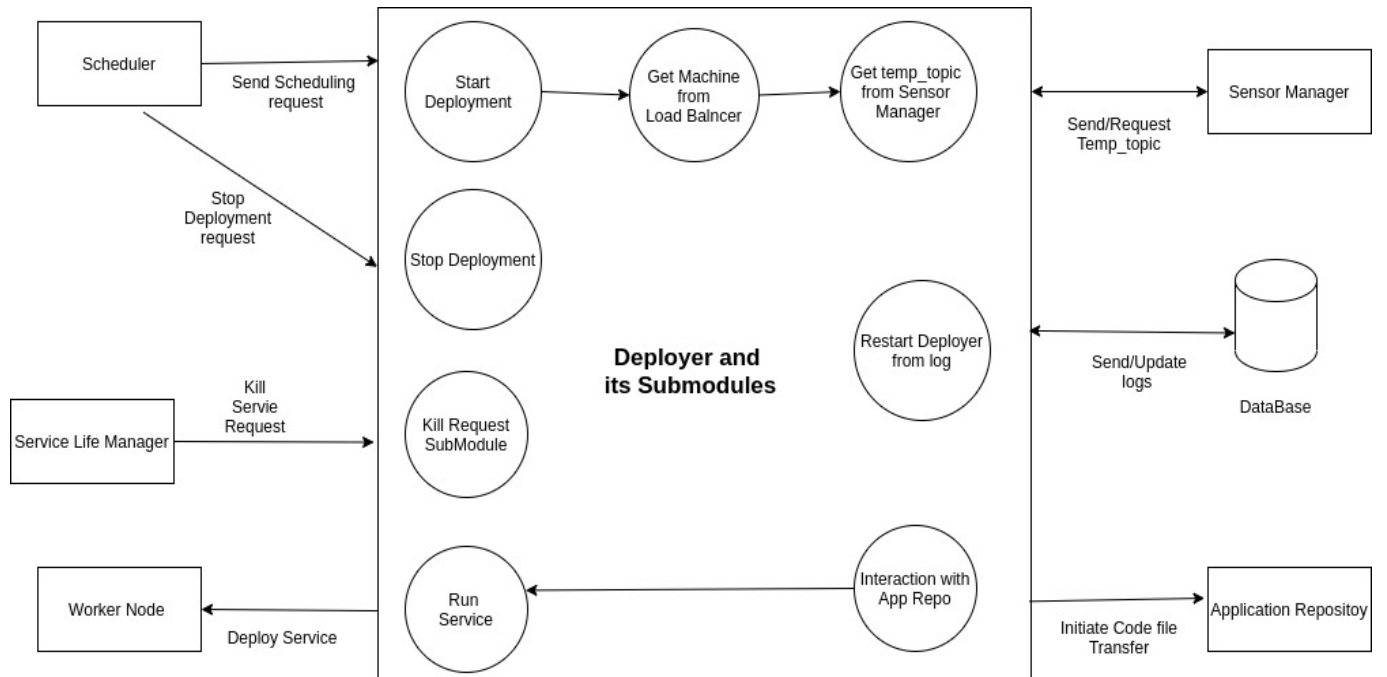 Scheduler
Send Scheduling
request
Stop
Deployment
request
Start
Deployment
Get Machine
from
Load Balncer
Get temp_topic
from Sensor
Manager
Sensor Manager
Send/Request
Temp_topic
Stop Deployment
Deployer and
its Submodules
Restart Deployer
from log
Send/Update
logs
DataBase
Service Life Manager
Kill
Servie
Request
Kill Request
SubModule
Worker Node
Deploy Service
Run
Service
Interaction with
App Repo
Initiate Code file
Transfer
Application Repositoy